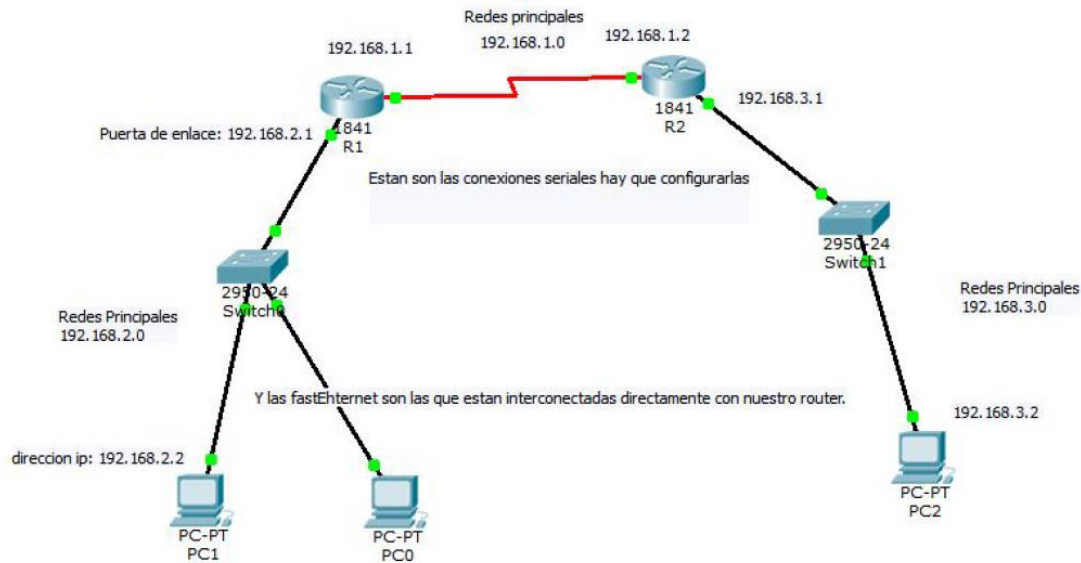 Redes principales
192.168.1.0
192.168.1.1
192.168.1.2
1841
R1
1841
R2
192.168.3.1
Puerta de enlace: 192.168.2.1
Estan son las conexiones seriales hay que configurarlas
2950-24
Switch0
2950-24
Switch1
Redes Principales
192.168.2.0
Redes Principales
192.168.3.0
Y las fastEhternet son las que estan interconectadas directamente con nuestro router.
192.168.3.2
direccion ip: 192.168.2.2
PC-PT
PC1
PC-PT
PC0
PC-PT
PC2